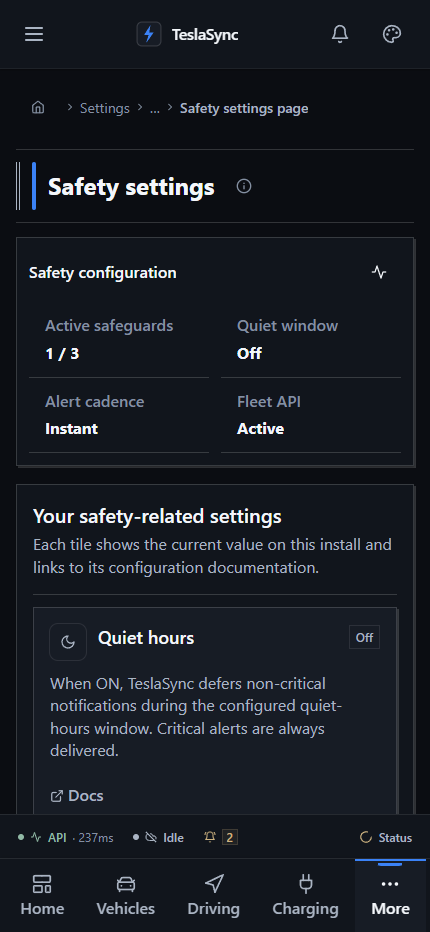 TeslaSync
Settings > ... > Safety settings page
Safety settings
Safety configuration
Active safeguards
1 / 3
Quiet window
Off
Alert cadence
Instant
Fleet API
Active
Your safety-related settings
Each tile shows the current value on this install and
links to its configuration documentation.
Quiet hours
Off
When ON, TeslaSync defers non-critical
notifications during the configured quiet-
hours window. Critical alerts are always
delivered.
Docs
API · 237ms
Idle
2
Status
Home
Vehicles
Driving
Charging
More